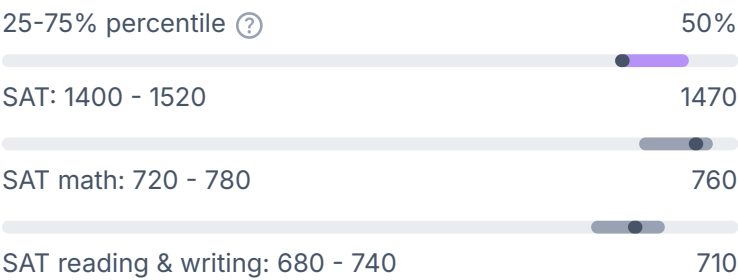 25-75% percentile ? 50%
SAT: 1400 - 1520 1470
SAT math: 720 - 780 760
SAT reading & writing: 680 - 740 710